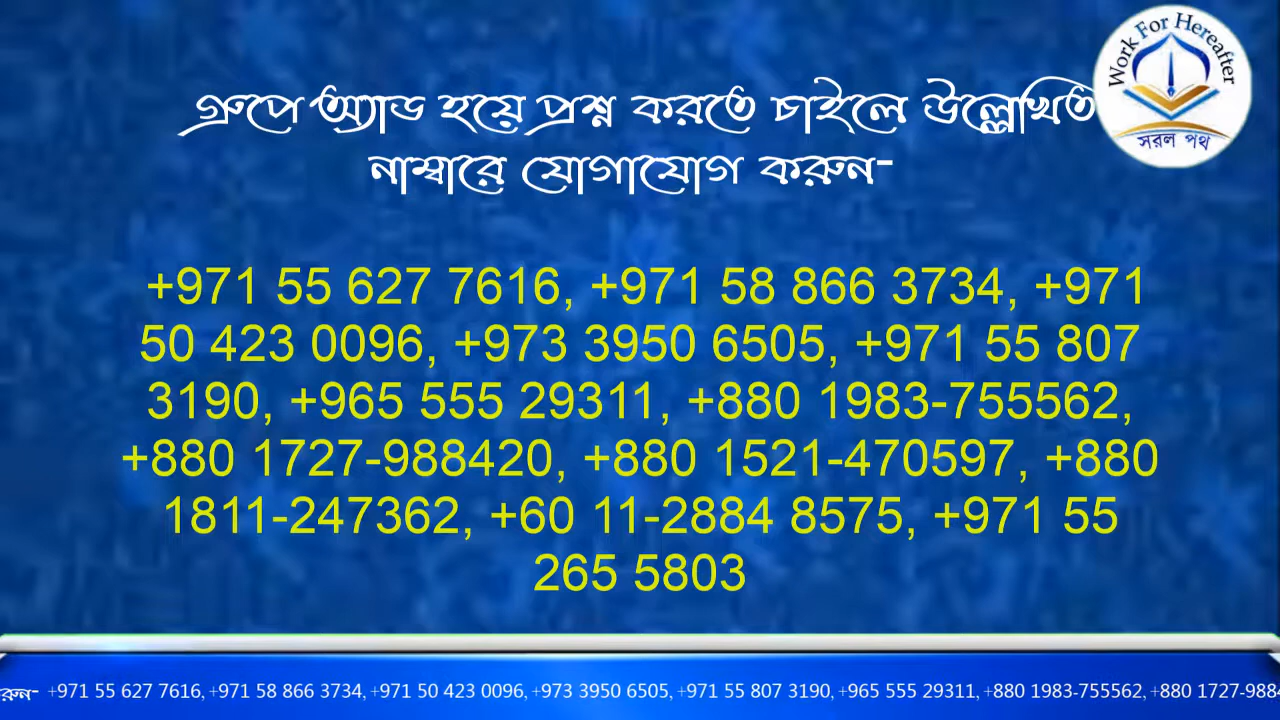 Work For Hereafter
সরল পথ
গ্রুপে অ্যাড হয়ে প্রশ্ন করতে চাইলে উল্লেখিত
নাম্বারে যোগাযোগ করুন-
+971 55 627 7616, +971 58 866 3734, +971
50 423 0096, +973 3950 6505, +971 55 807
3190, +965 555 29311, +880 1983-755562,
+880 1727-988420, +880 1521-470597, +880
1811-247362, +60 11-2884 8575, +971 55
265 5803
রুন- +971 55 627 7616, +971 58 866 3734, +971 50 423 0096, +973 3950 6505, +971 55 807 3190, +965 555 29311, +880 1983-755562, +880 1727-9884